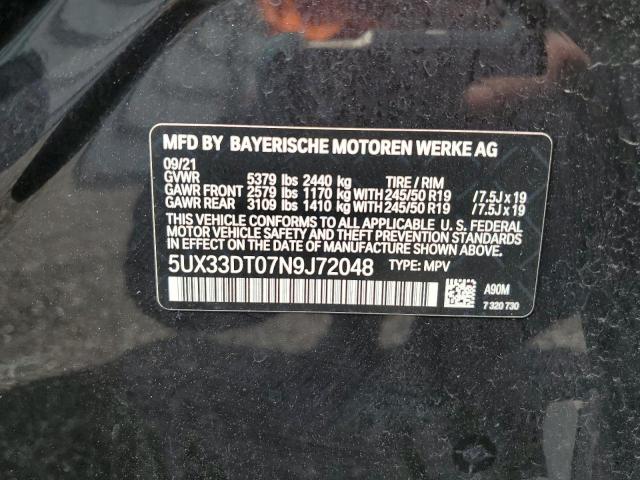 MFD BY BAYERISCHE MOTOREN WERKE AG
09/21
GVWR 5379 lbs 2440 kg TIRE / RIM
GAWR FRONT 2579 lbs 1170 kg WITH 245/50 R19 /7.5J x 19
GAWR REAR 3109 lbs 1410 kg WITH 245/50 R19 /7.5J x 19
THIS VEHICLE CONFORMS TO ALL APPLICABLE U. S. FEDERAL
MOTOR VEHICLE SAFETY AND THEFT PREVENTION STANDARDS
IN EFFECT ON THE DATE OF MANUFACTURE SHOWN ABOVE.
5UX33DT07N9J72048 TYPE: MPV
A90M
7 320 730